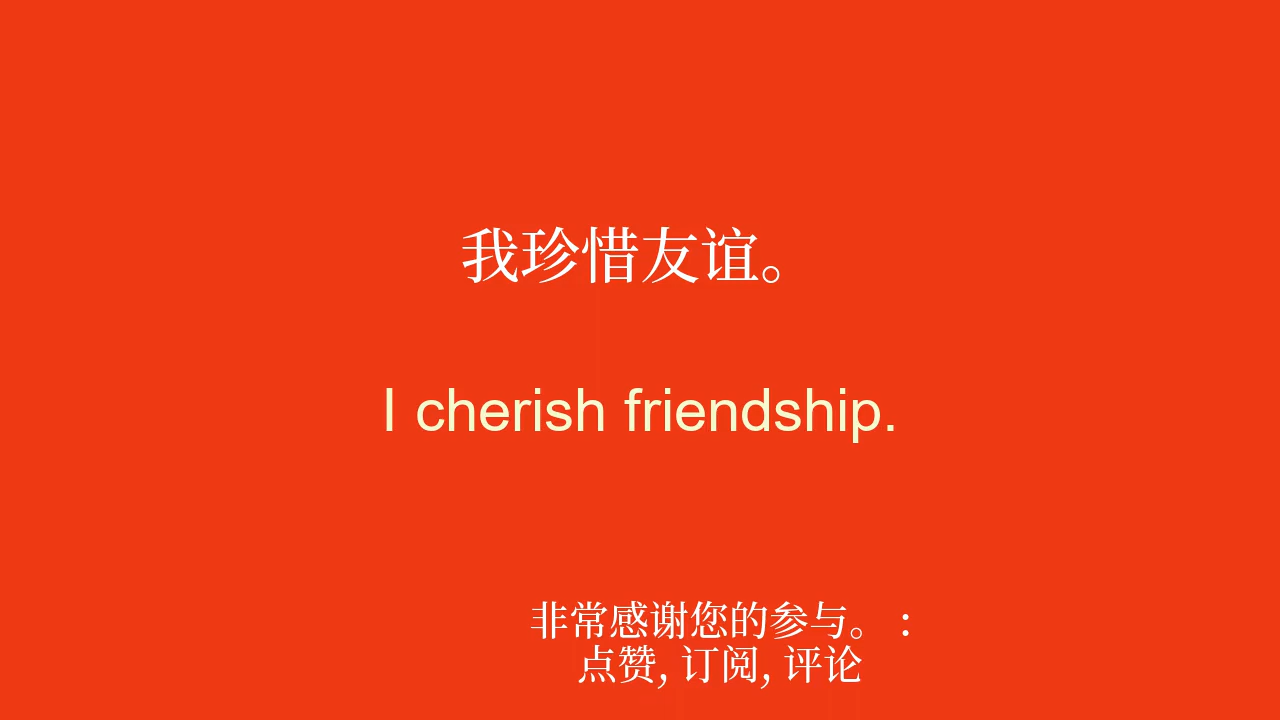 我珍惜友谊。
I cherish friendship.
非常感谢您的参与。 :
点赞, 订阅, 评论